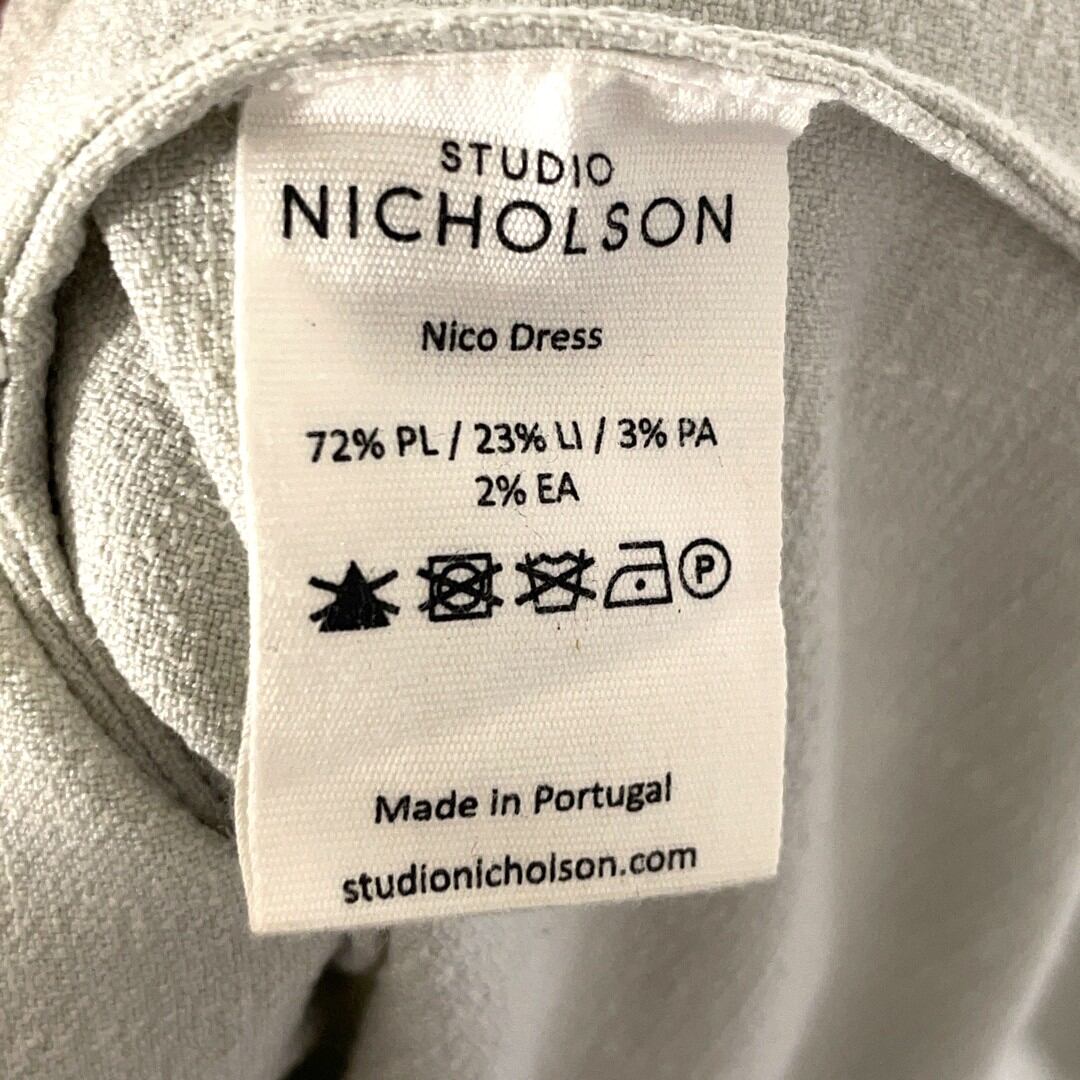 STUDIO
NICHOLSON
Nico Dress
72% PL / 23% LI / 3% PA
2% EA
P
Made in Portugal
studionicholson.com